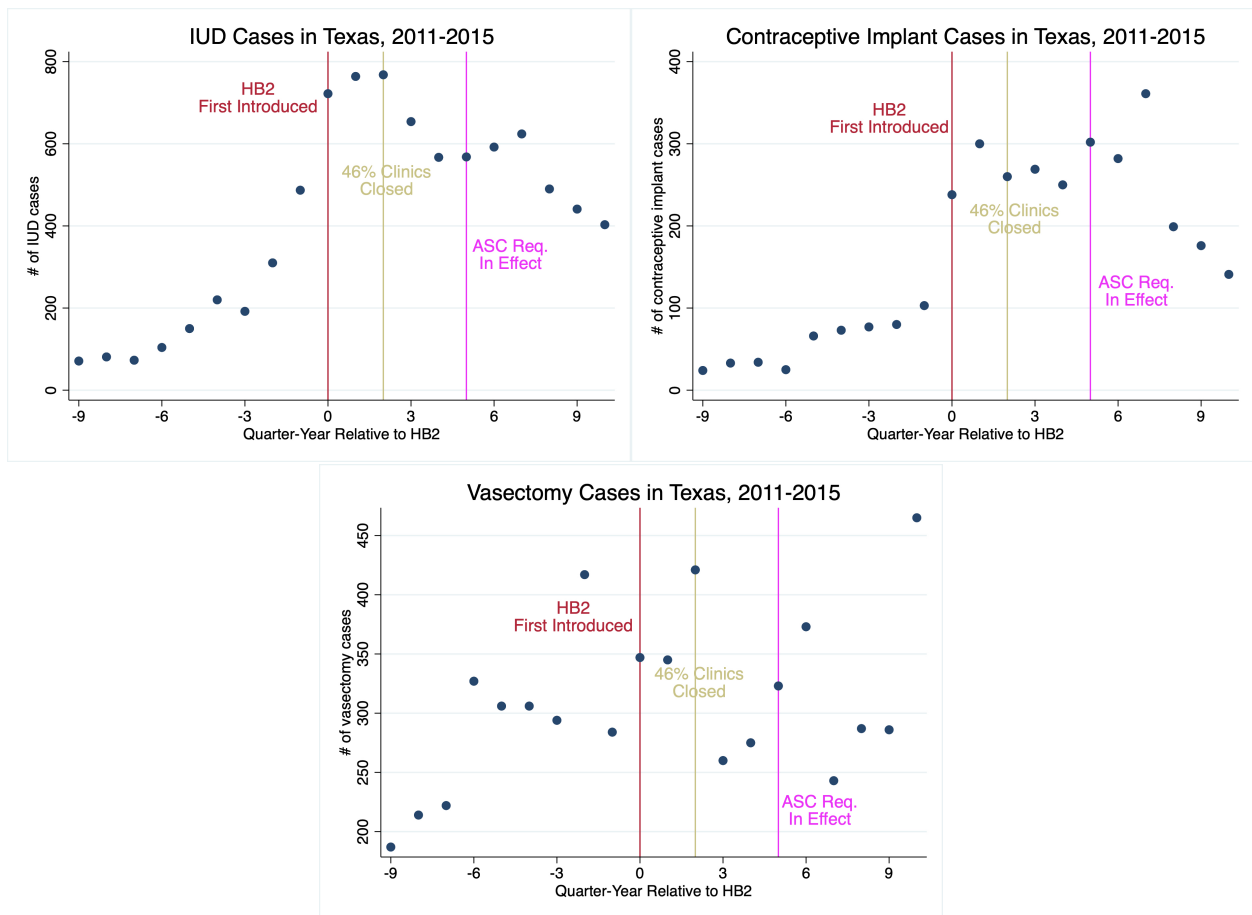 IUD Cases in Texas, 2011-2015
# of IUD cases
800
600
400
200
0
HB2
First Introduced
46% Clinics
Closed
ASC Req.
In Effect
-9 -6 -3 0 3 6 9
Quarter-Year Relative to HB2
Contraceptive Implant Cases in Texas, 2011-2015
# of contraceptive implant cases
400
300
200
100
0
HB2
First Introduced
46% Clinics
Closed
ASC Req.
In Effect
-9 -6 -3 0 3 6 9
Quarter-Year Relative to HB2
Vasectomy Cases in Texas, 2011-2015
# of vasectomy cases
450
400
350
300
250
200
HB2
First Introduced
46% Clinics
Closed
ASC Req.
In Effect
-9 -6 -3 0 3 6 9
Quarter-Year Relative to HB2